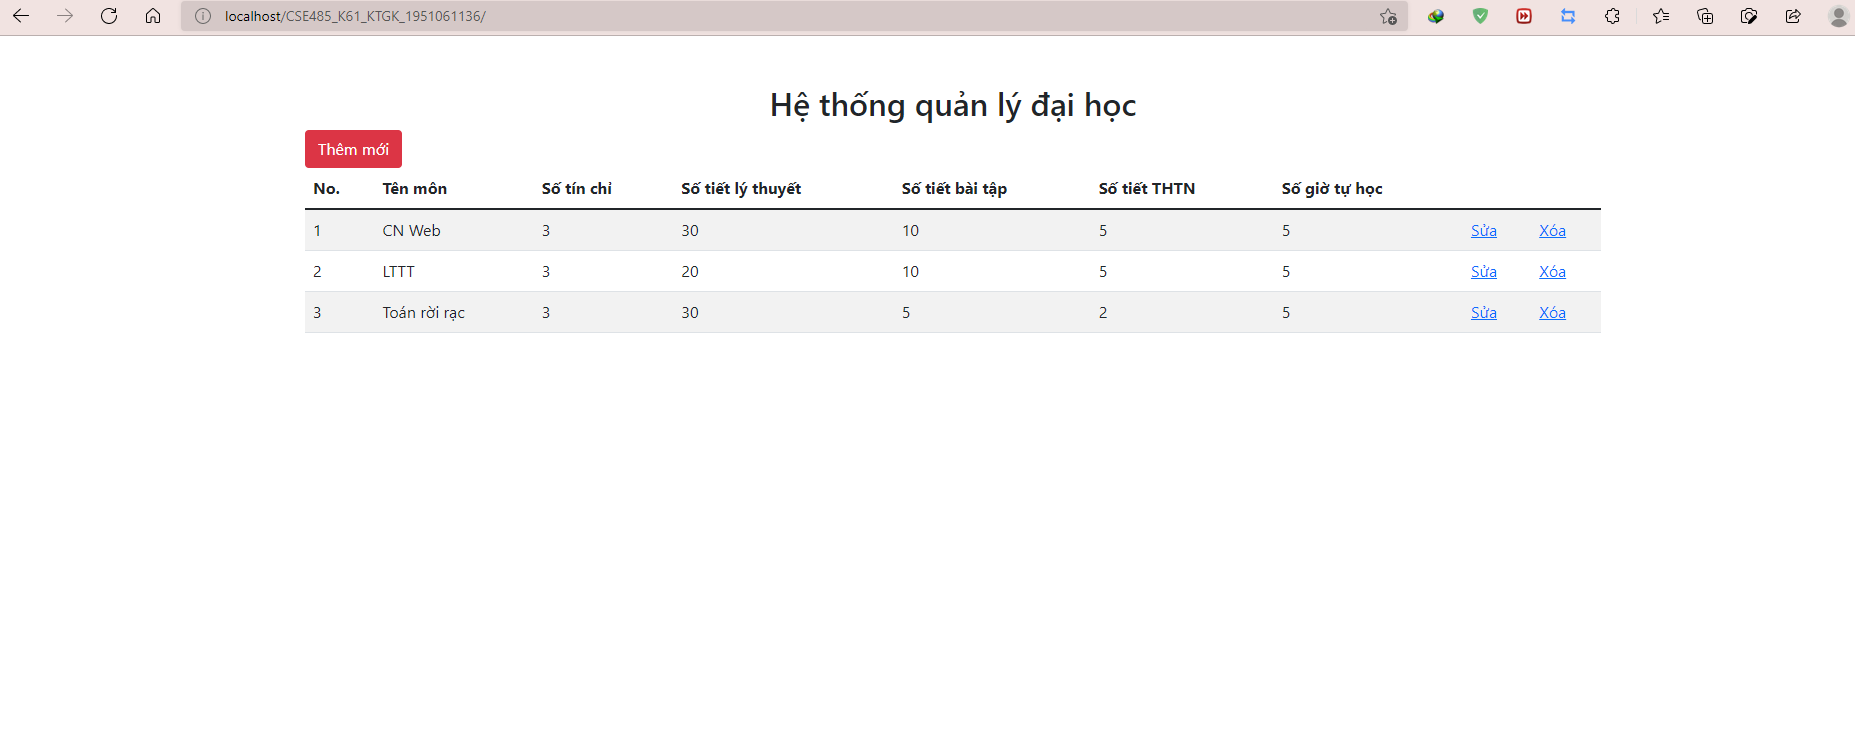 localhost/CSE485_K61_KTGK_1951061136/
Hệ thống quản lý đại học
Thêm mới
No. Tên môn Số tín chỉ Số tiết lý thuyết Số tiết bài tập Số tiết THTN Số giờ tự học
1 CN Web 3 30 10 5 5 Sửa Xóa
2 LTTT 3 20 10 5 5 Sửa Xóa
3 Toán rời rạc 3 30 5 2 5 Sửa Xóa